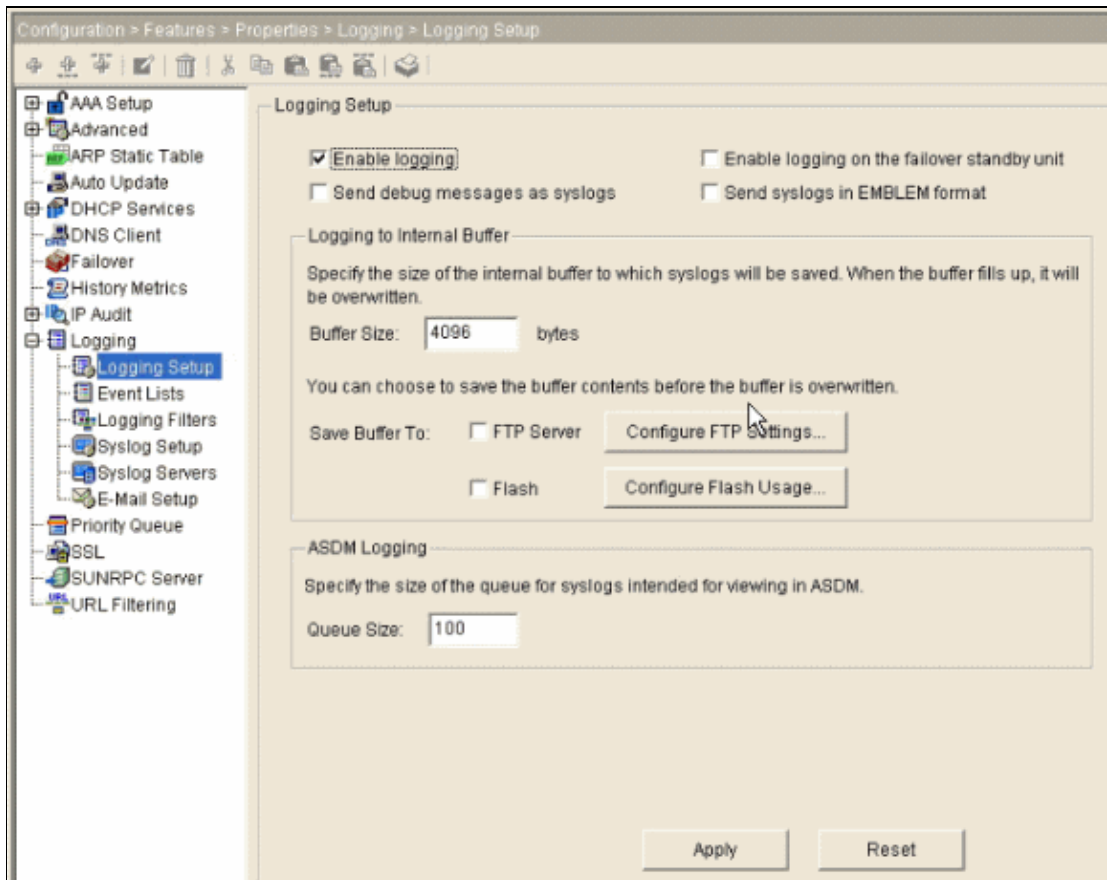 Configuration > Features > Properties > Logging > Logging Setup
AAA Setup
Advanced
ARP Static Table
Auto Update
DHCP Services
DNS Client
Failover
History Metrics
IP Audit
Logging
Logging Setup
Event Lists
Logging Filters
Syslog Setup
Syslog Servers
E-Mail Setup
Priority Queue
SSL
SUNRPC Server
URL Filtering
Logging Setup
Enable logging
Enable logging on the failover standby unit
Send debug messages as syslogs
Send syslogs in EMBLEM format
Logging to Internal Buffer
Specify the size of the internal buffer to which syslogs will be saved. When the buffer fills up, it will
be overwritten.
Buffer Size: 4096 bytes
You can choose to save the buffer contents before the buffer is overwritten.
Save Buffer To: FTP Server Configure FTP Settings...
Flash Configure Flash Usage...
ASDM Logging
Specify the size of the queue for syslogs intended for viewing in ASDM.
Queue Size: 100
Apply Reset